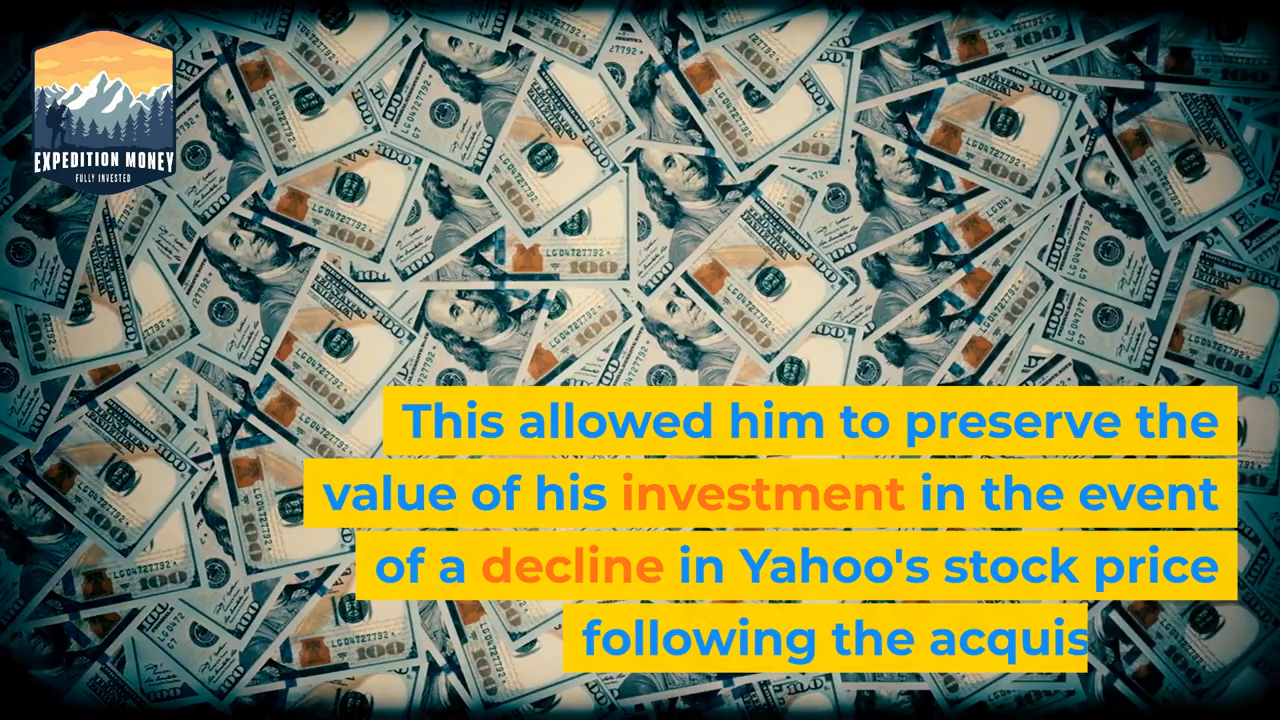 EXPEDITION MONEY
FULLY INVESTED
This allowed him to preserve the
value of his investment in the event
of a decline in Yahoo's stock price
following the acquis